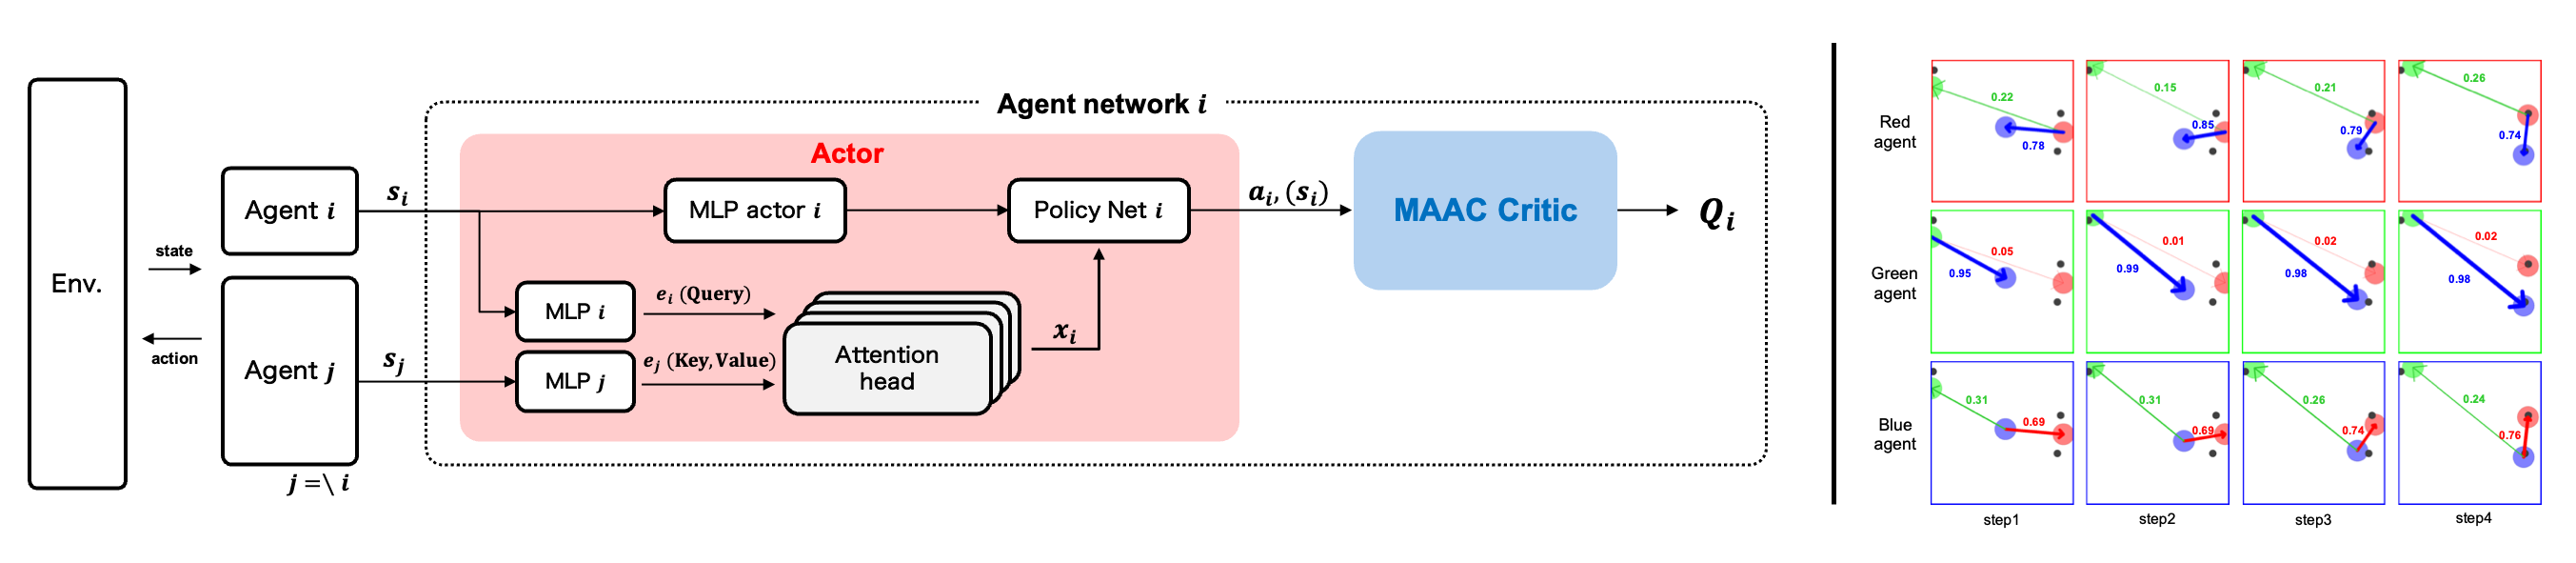 Env.
state
action
Agent i
Agent j
j =\ i
s_i
s_j
Agent network i
Actor
MLP actor i
Policy Net i
MLP i
MLP j
e_i (Query)
e_j (Key,Value)
Attention
head
x_i
a_i, (s_i)
MAAC Critic
Q_i
Red
agent
0.22
0.78
0.15
0.85
0.21
0.79
0.26
0.74
Green
agent
0.05
0.95
0.01
0.99
0.02
0.98
0.02
0.98
Blue
agent
0.31
0.69
0.31
0.69
0.26
0.74
0.24
0.76
step1
step2
step3
step4